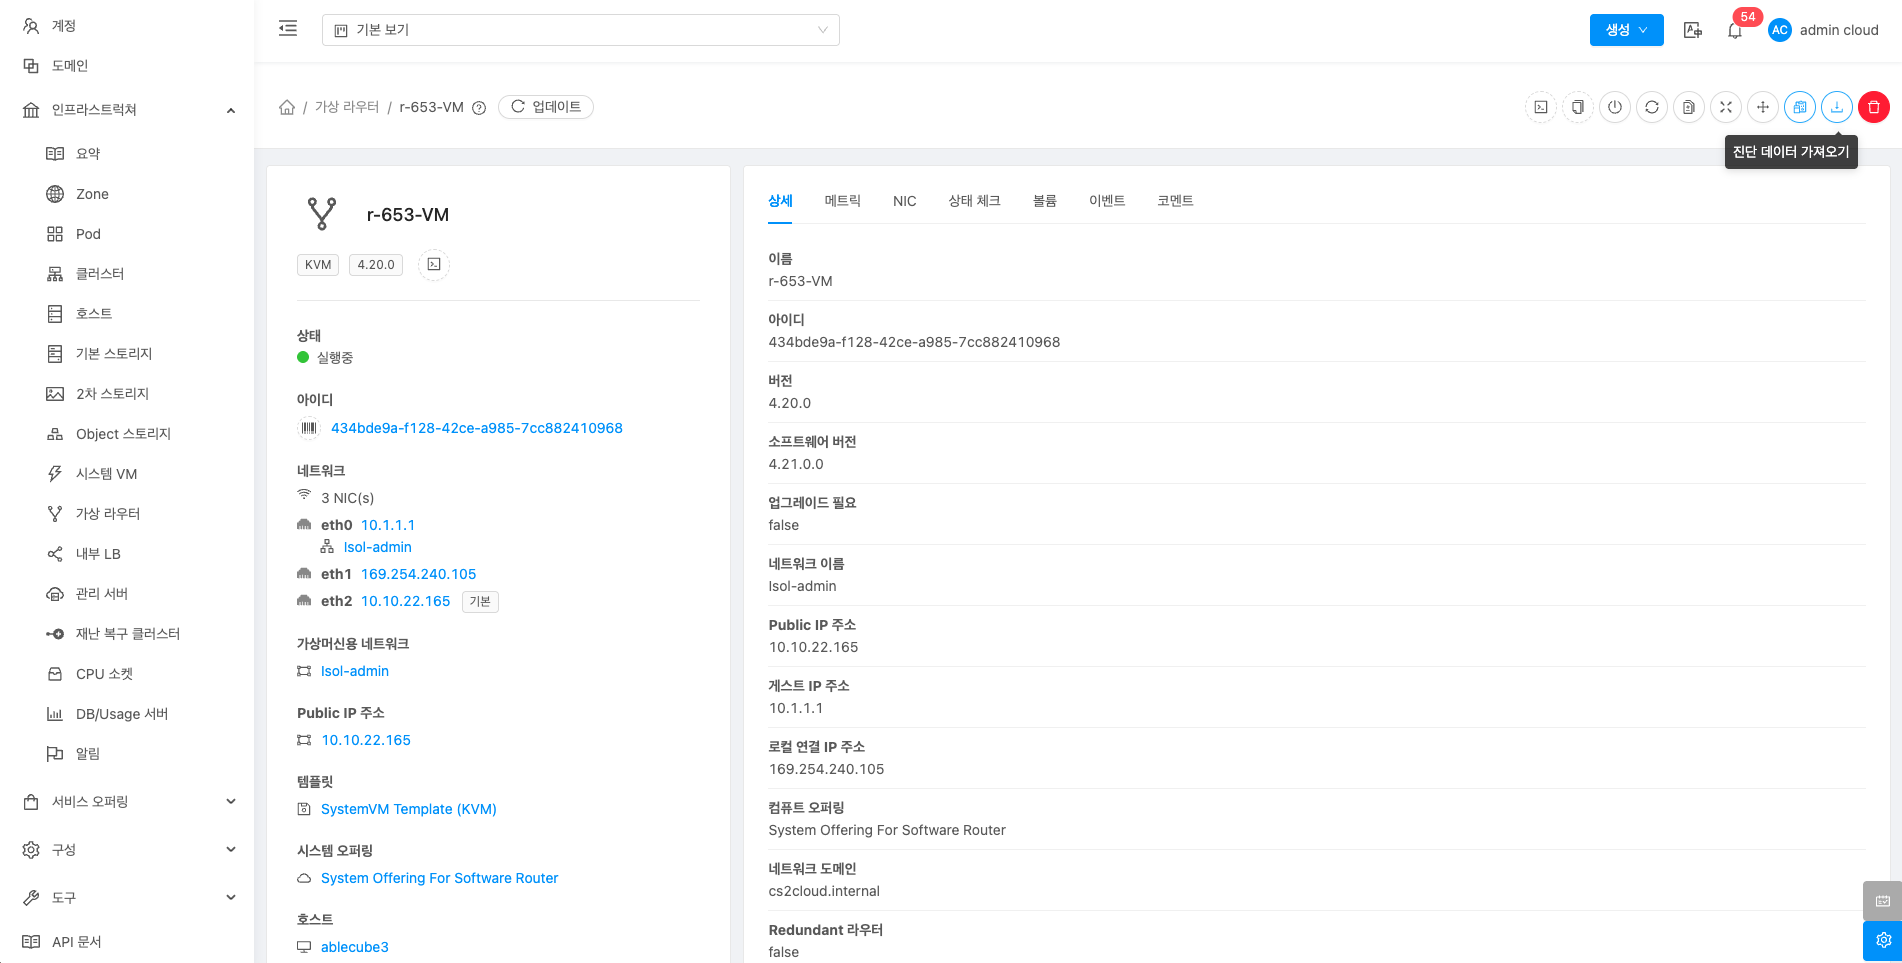 계정
도메인
인프라스트럭쳐
요약
Zone
Pod
클러스터
호스트
기본 스토리지
2차 스토리지
Object 스토리지
시스템 VM
가상 라우터
내부 LB
관리 서버
재난 복구 클러스터
CPU 소켓
DB/Usage 서버
알림
서비스 오퍼링
구성
도구
API 문서
기본 보기
생성
54
AC admin cloud
/ 가상 라우터 / r-653-VM 업데이트
진단 데이터 가져오기
r-653-VM
KVM 4.20.0
상태
실행중
아이디
434bde9a-f128-42ce-a985-7cc882410968
네트워크
3 NIC(s)
eth0 10.1.1.1
Isol-admin
eth1 169.254.240.105
eth2 10.10.22.165 기본
가상머신용 네트워크
Isol-admin
Public IP 주소
10.10.22.165
템플릿
SystemVM Template (KVM)
시스템 오퍼링
System Offering For Software Router
호스트
ablecube3
상세 메트릭 NIC 상태 체크 볼륨 이벤트 코멘트
이름
r-653-VM
아이디
434bde9a-f128-42ce-a985-7cc882410968
버전
4.20.0
소프트웨어 버전
4.21.0.0
업그레이드 필요
false
네트워크 이름
Isol-admin
Public IP 주소
10.10.22.165
게스트 IP 주소
10.1.1.1
로컬 연결 IP 주소
169.254.240.105
컴퓨트 오퍼링
System Offering For Software Router
네트워크 도메인
cs2cloud.internal
Redundant 라우터
false